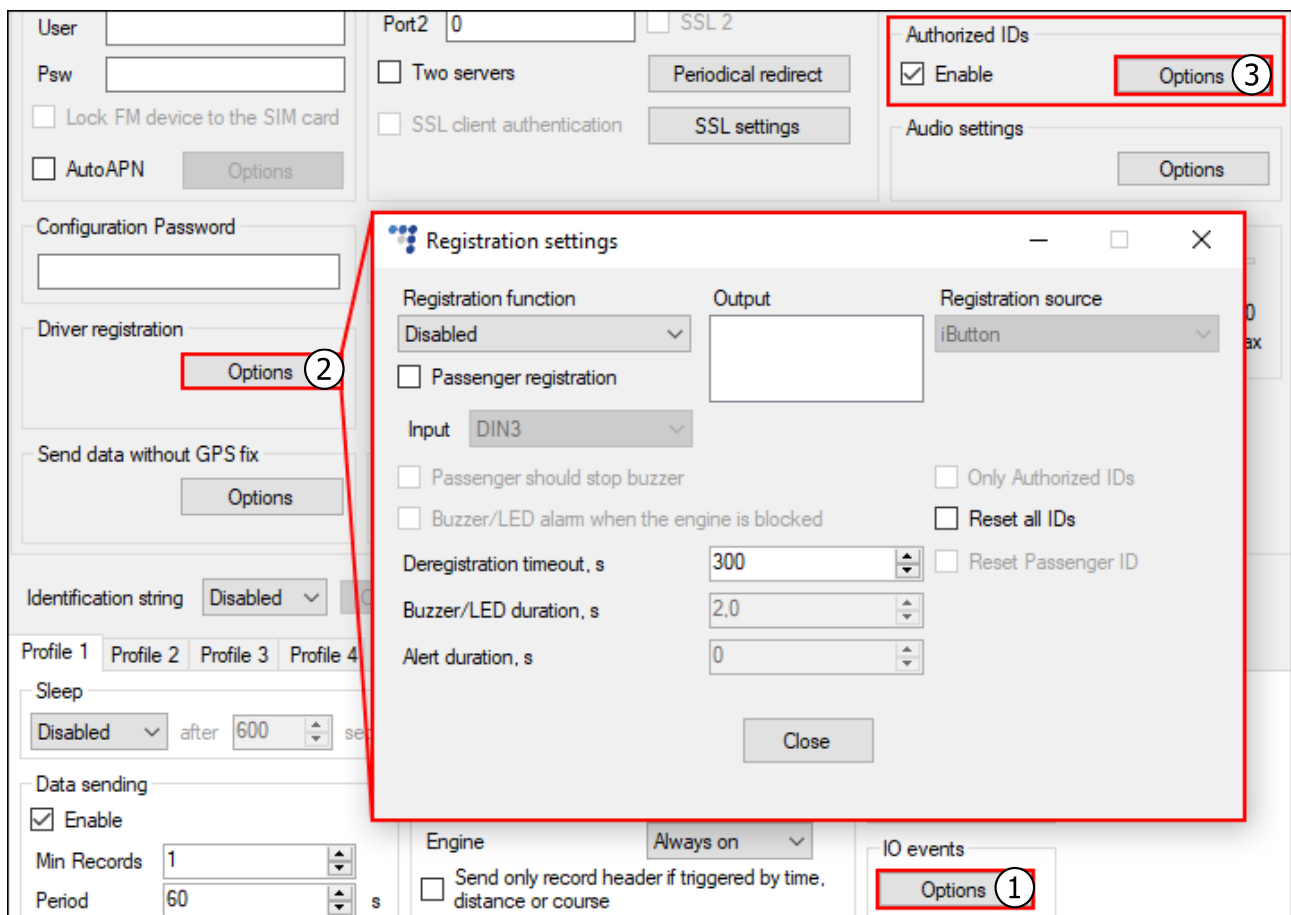 User
Psw
Lock FM device to the SIM card
AutoAPN Options
Port2 0 SSL 2
Two servers Periodical redirect
SSL client authentication SSL settings
Authorized IDs
Enable Options 3
Audio settings
Options
Configuration Password
Driver registration
Options 2
Send data without GPS fix
Options
0
ax
Registration settings
Registration function Output Registration source
Disabled iButton
Passenger registration
Input DIN3
Passenger should stop buzzer Only Authorized IDs
Buzzer/LED alarm when the engine is blocked Reset all IDs
Deregistration timeout, s 300 Reset Passenger ID
Buzzer/LED duration, s 2,0
Alert duration, s 0
Close
Identification string Disabled
Profile 1 Profile 2 Profile 3 Profile 4
Sleep
Disabled after 600 sec
Data sending
Enable
Min Records 1
Period 60 s
Engine Always on
Send only record header if triggered by time,
distance or course
IO events
Options 1